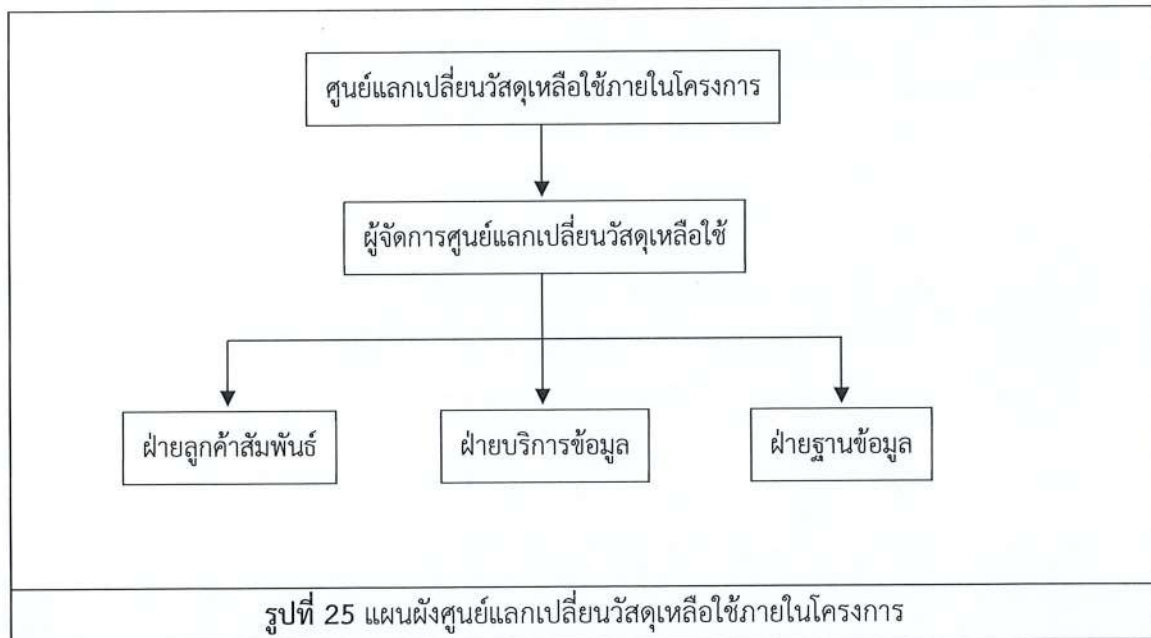 ศูนย์แลกเปลี่ยนวัสดุเหลือใช้ภายในโครงการ
ผู้จัดการศูนย์แลกเปลี่ยนวัสดุเหลือใช้
ฝ่ายลูกค้าสัมพันธ์
ฝ่ายบริการข้อมูล
ฝ่ายฐานข้อมูล
รูปที่ 25 แผนผังศูนย์แลกเปลี่ยนวัสดุเหลือใช้ภายในโครงการ